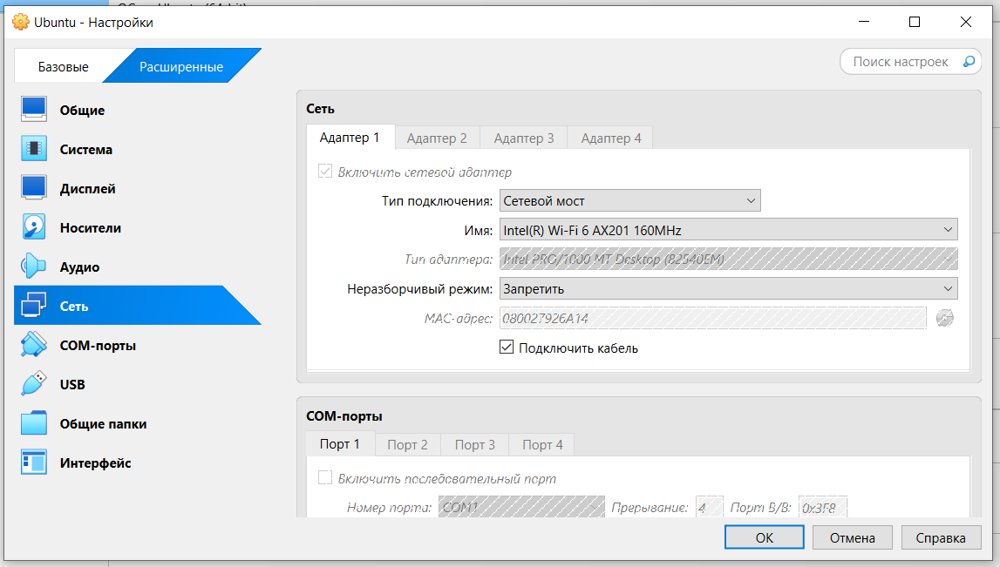 Ubuntu - Настройки
Базовые
Расширенные
Поиск настроек
Общие
Система
Дисплей
Носители
Аудио
Сеть
COM-порты
USB
Общие папки
Интерфейс
Сеть
Адаптер 1 Адаптер 2 Адаптер 3 Адаптер 4
Включить сетевой адаптер
Тип подключения: Сетевой мост
Имя: Intel(R) Wi-Fi 6 AX201 160MHz
Тип адаптера: Intel PRO/1000 MT Desktop (82540EM)
Неразборчивый режим: Запретить
MAC-адрес: 080027926A14
Подключить кабель
COM-порты
Порт 1 Порт 2 Порт 3 Порт 4
Включить последовательный порт
Номер порта: COM1 Прерывание: 4 Порт В/В: 0x3F8
OK Отмена Справка